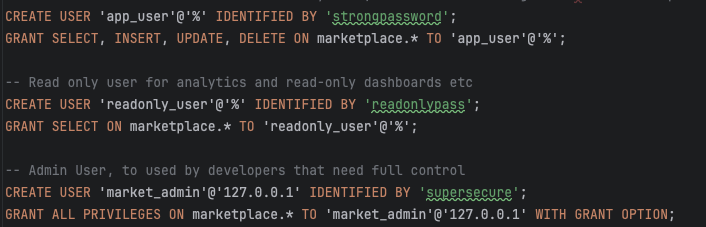 CREATE USER 'app_user'@'%' IDENTIFIED BY 'strongpassword';
GRANT SELECT, INSERT, UPDATE, DELETE ON marketplace.* TO 'app_user'@'%';
-- Read only user for analytics and read-only dashboards etc
CREATE USER 'readonly_user'@'%' IDENTIFIED BY 'readonlypass';
GRANT SELECT ON marketplace.* TO 'readonly_user'@'%';
-- Admin User, to used by developers that need full control
CREATE USER 'market_admin'@'127.0.0.1' IDENTIFIED BY 'supersecure';
GRANT ALL PRIVILEGES ON marketplace.* TO 'market_admin'@'127.0.0.1' WITH GRANT OPTION;